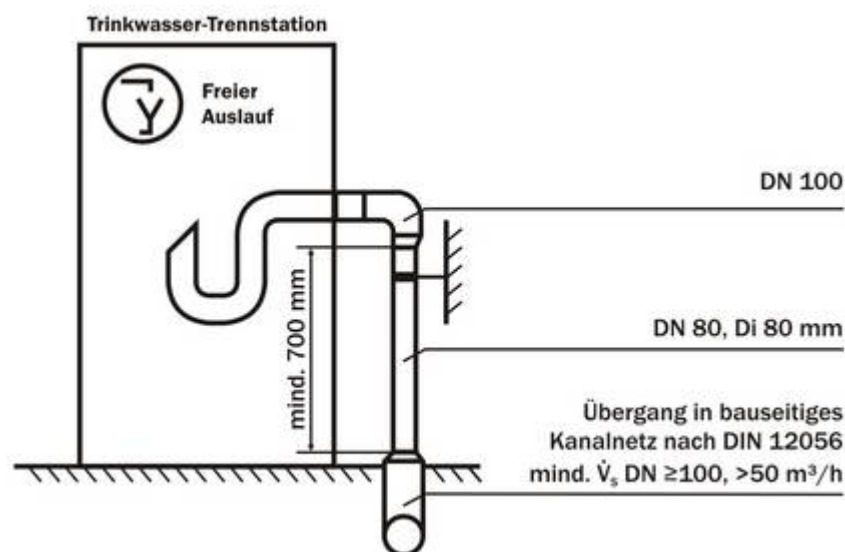 Trinkwasser-Trennstation
Freier
Auslauf
DN 100
mind. 700 mm
DN 80, Di 80 mm
Übergang in bauseitiges
Kanalnetz nach DIN 12056
mind. V̇ₛ DN ≥100, >50 m³/h